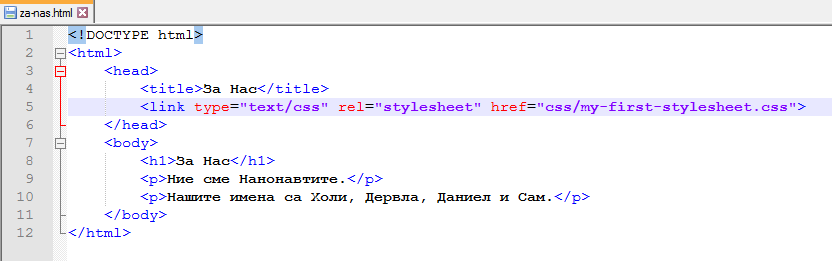 za-nas.html
1 <!DOCTYPE html>
2 <html>
3 <head>
4 <title>За Нас</title>
5 <link type="text/css" rel="stylesheet" href="css/my-first-stylesheet.css">
6 </head>
7 <body>
8 <h1>За Нас</h1>
9 <p>Ние сме Нанонавтите.</p>
10 <p>Нашите имена са Холи, Дервла, Даниел и Сам.</p>
11 </body>
12 </html>